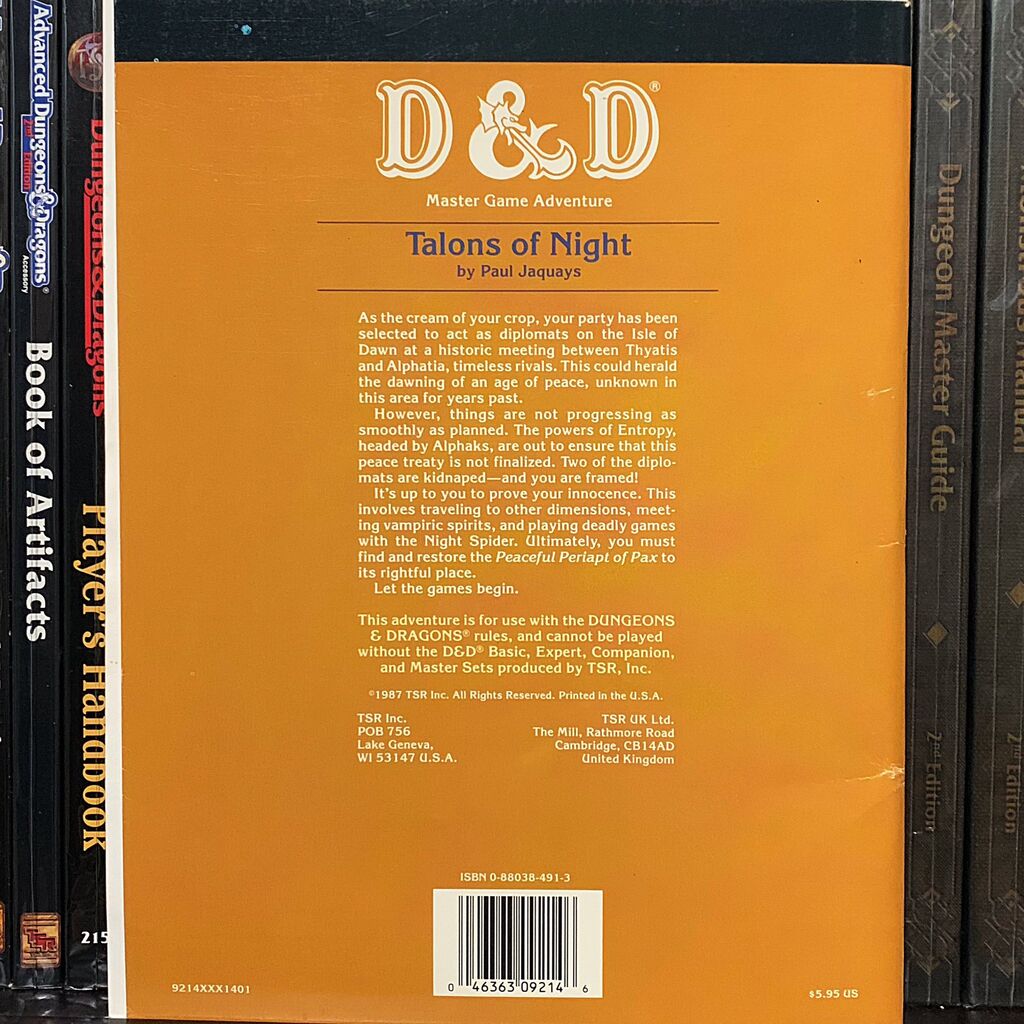 Advanced Dungeons & Dragons®
2nd Edition
Accessory
Book of Artifacts
TSR
Dungeons & Dragons
Player's Handbook
215
D&D®
Master Game Adventure
Talons of Night
by Paul Jaquays
As the cream of your crop, your party has been
selected to act as diplomats on the Isle of
Dawn at a historic meeting between Thyatis
and Alphatia, timeless rivals. This could herald
the dawning of an age of peace, unknown in
this area for years past.
However, things are not progressing as
smoothly as planned. The powers of Entropy,
headed by Alphaks, are out to ensure that this
peace treaty is not finalized. Two of the diplo-
mats are kidnaped—and you are framed!
It's up to you to prove your innocence. This
involves traveling to other dimensions, meet-
ing vampiric spirits, and playing deadly games
with the Night Spider. Ultimately, you must
find and restore the Peaceful Periapt of Pax to
its rightful place.
Let the games begin.
This adventure is for use with the DUNGEONS
& DRAGONS® rules, and cannot be played
without the D&D® Basic, Expert, Companion,
and Master Sets produced by TSR, Inc.
©1987 TSR Inc. All Rights Reserved. Printed in the U.S.A.
TSR Inc.
POB 756
Lake Geneva,
WI 53147 U.S.A.
TSR UK Ltd.
The Mill, Rathmore Road
Cambridge, CB14AD
United Kingdom
ISBN 0-88038-491-3
0 46363 09214 6
9214XXX1401
$5.95 US
Dungeon Master Guide
2nd Edition
Manual
2nd Edition